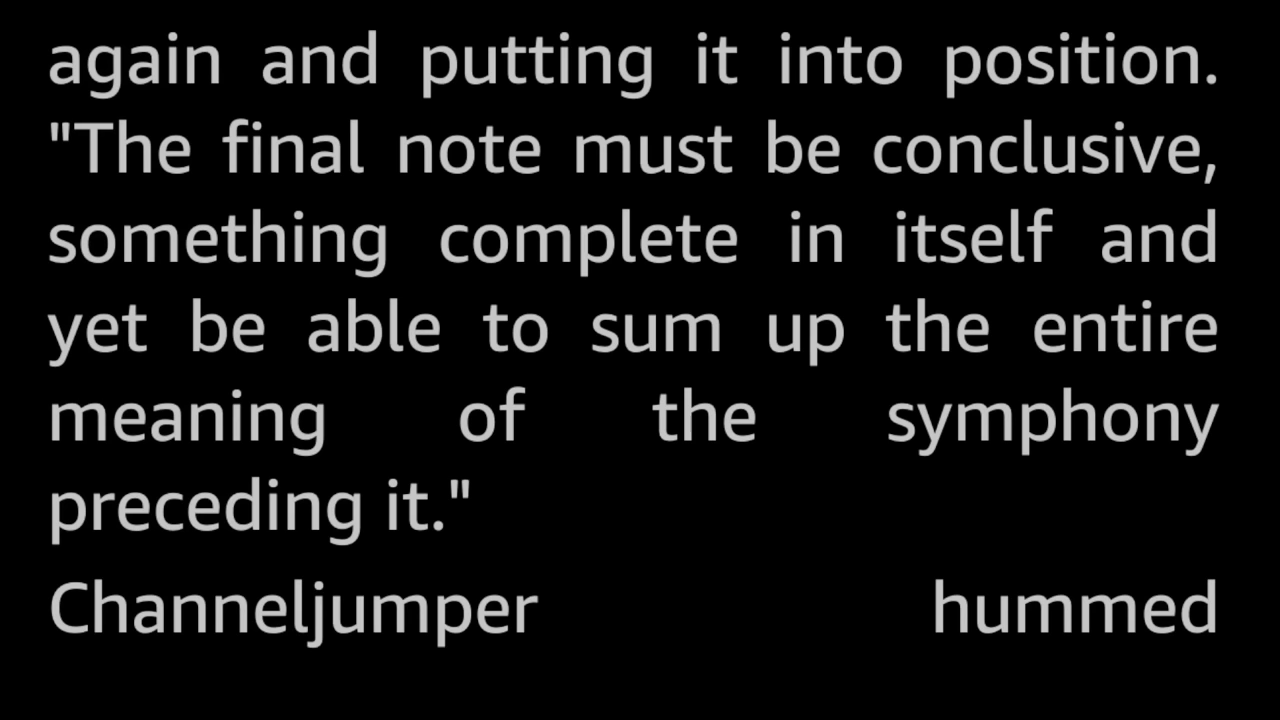 again and putting it into position.
"The final note must be conclusive,
something complete in itself and
yet be able to sum up the entire
meaning of the symphony
preceding it."
Channeljumper hummed